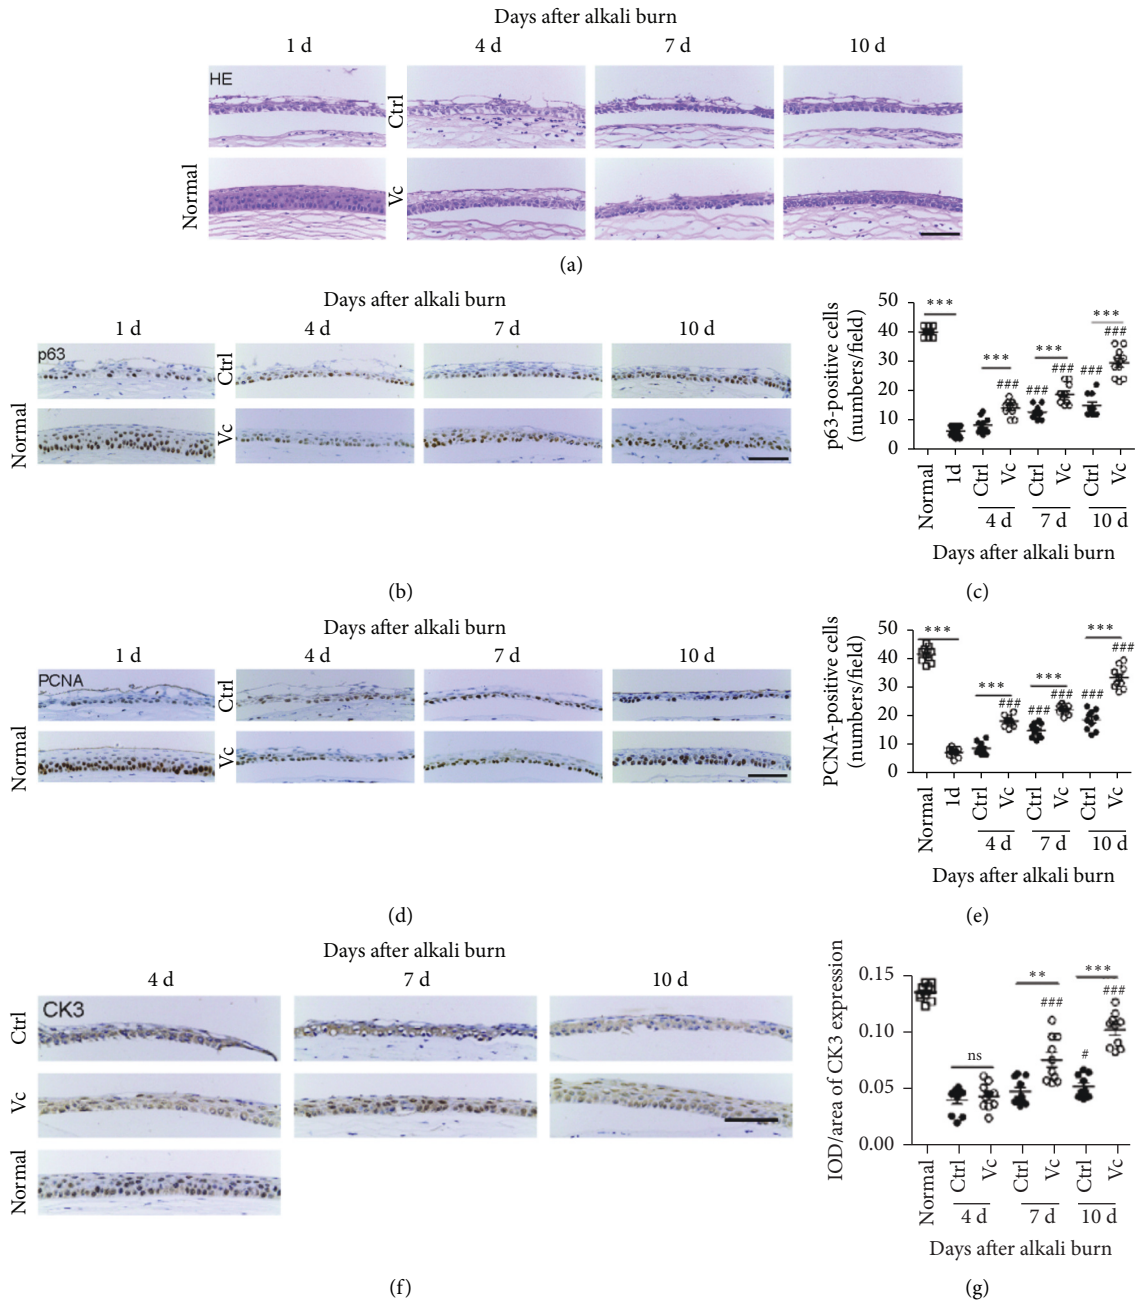 Days after alkali burn
1 d 4 d 7 d 10 d
HE
Ctrl
Normal
Vc
(a)
Days after alkali burn
1 d 4 d 7 d 10 d
p63
Ctrl
Normal
Vc
(b)
p63-positive cells
(numbers/field)
50
40
30
20
10
0
***
***
###
***
###
###
***
###
###
Normal 1d Ctrl Vc Ctrl Vc Ctrl Vc
4 d 7 d 10 d
Days after alkali burn
(c)
Days after alkali burn
1 d 4 d 7 d 10 d
PCNA
Ctrl
Normal
Vc
(d)
PCNA-positive cells
(numbers/field)
50
40
30
20
10
0
***
***
###
***
###
###
***
###
###
Normal 1d Ctrl Vc Ctrl Vc Ctrl Vc
4 d 7 d 10 d
Days after alkali burn
(e)
Days after alkali burn
4 d 7 d 10 d
CK3
Ctrl
Vc
Normal
(f)
IOD/area of CK3 expression
0.15
0.10
0.05
0.00
ns
**
###
***
###
#
Normal Ctrl Vc Ctrl Vc Ctrl Vc
4 d 7 d 10 d
Days after alkali burn
(g)